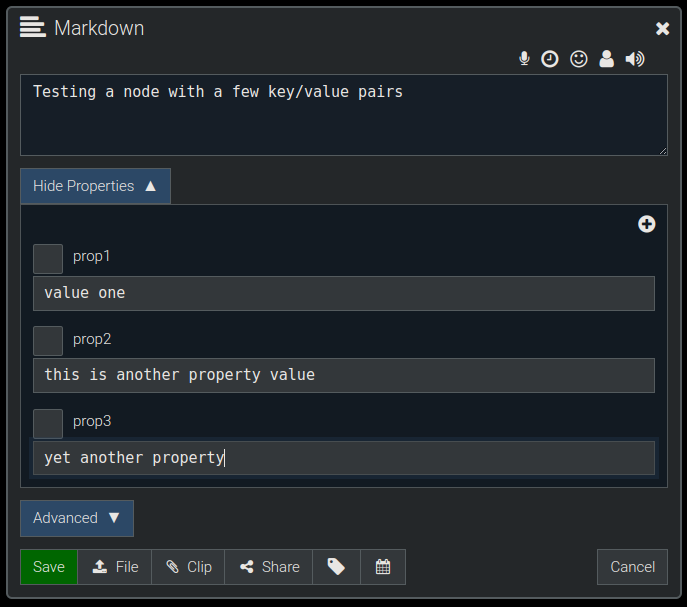 Markdown
Testing a node with a few key/value pairs
Hide Properties ▲
prop1
value one
prop2
this is another property value
prop3
yet another property
Advanced ▼
Save File Clip Share Cancel